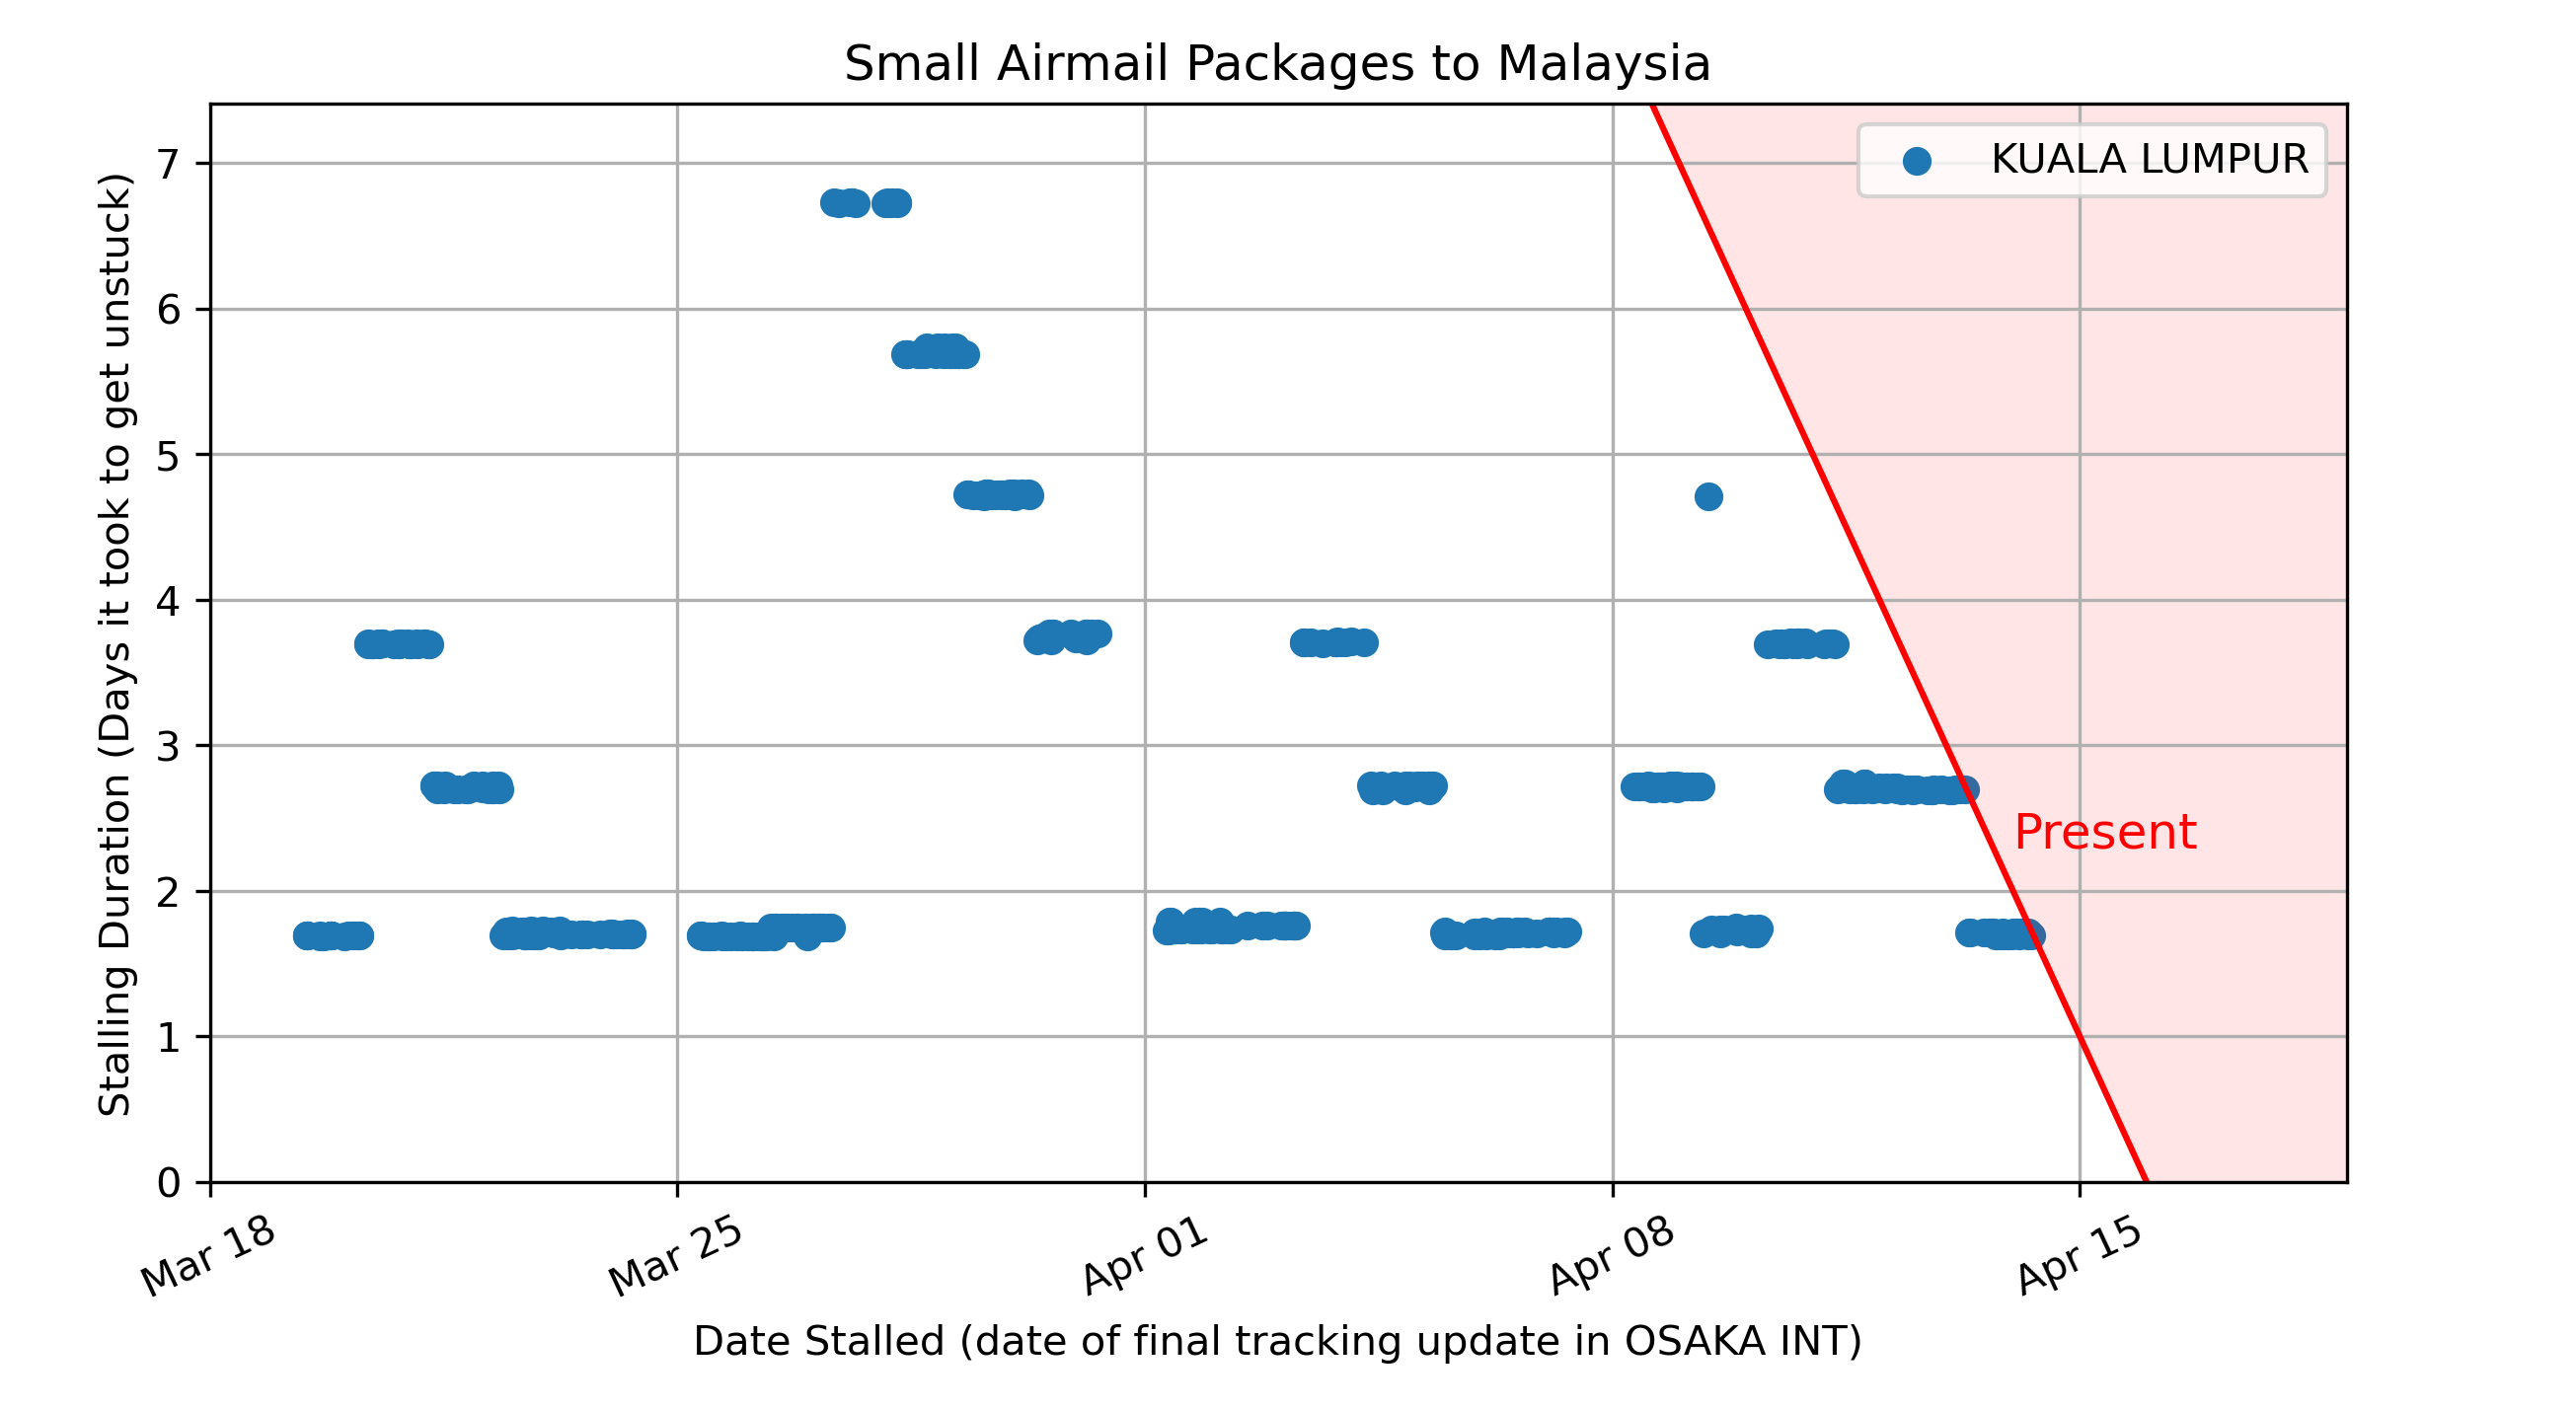 Small Airmail Packages to Malaysia
KUALA LUMPUR
Stalling Duration (Days it took to get unstuck)
7
6
5
4
3
2
1
0
Present
Mar 18
Mar 25
Apr 01
Apr 08
Apr 15
Date Stalled (date of final tracking update in OSAKA INT)